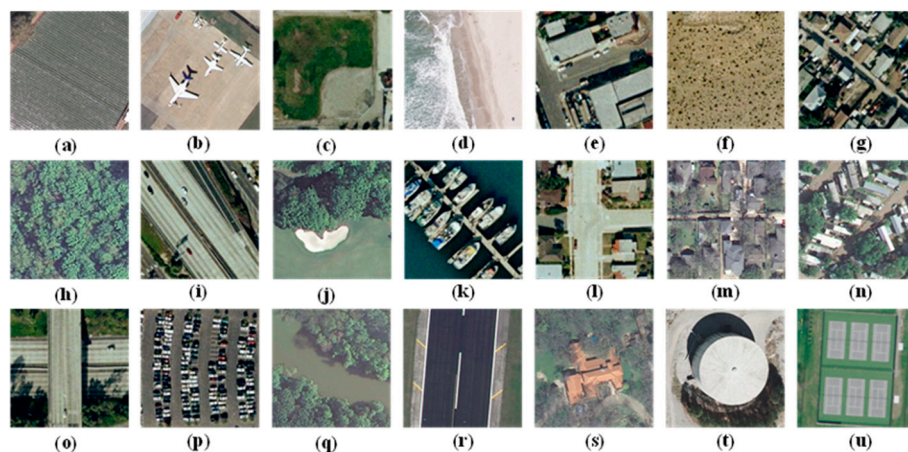 (a) (b) (c) (d) (e) (f) (g)
(h) (i) (j) (k) (l) (m) (n)
(o) (p) (q) (r) (s) (t) (u)